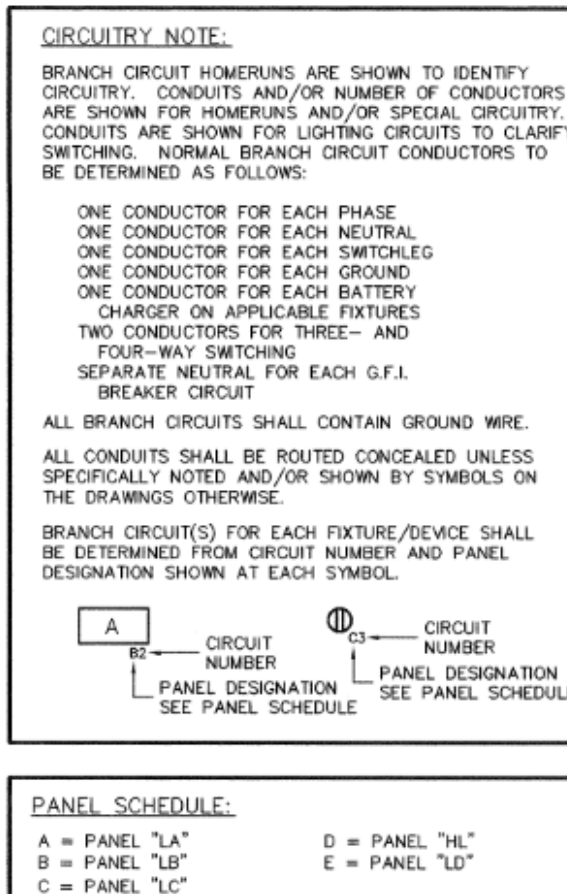 CIRCUITRY NOTE:
BRANCH CIRCUIT HOMERUNS ARE SHOWN TO IDENTIFY
CIRCUITRY. CONDUITS AND/OR NUMBER OF CONDUCTORS
ARE SHOWN FOR HOMERUNS AND/OR SPECIAL CIRCUITRY.
CONDUITS ARE SHOWN FOR LIGHTING CIRCUITS TO CLARIFY
SWITCHING. NORMAL BRANCH CIRCUIT CONDUCTORS TO
BE DETERMINED AS FOLLOWS:
ONE CONDUCTOR FOR EACH PHASE
ONE CONDUCTOR FOR EACH NEUTRAL
ONE CONDUCTOR FOR EACH SWITCHLEG
ONE CONDUCTOR FOR EACH GROUND
ONE CONDUCTOR FOR EACH BATTERY
CHARGER ON APPLICABLE FIXTURES
TWO CONDUCTORS FOR THREE- AND
FOUR-WAY SWITCHING
SEPARATE NEUTRAL FOR EACH G.F.I.
BREAKER CIRCUIT
ALL BRANCH CIRCUITS SHALL CONTAIN GROUND WIRE.
ALL CONDUITS SHALL BE ROUTED CONCEALED UNLESS
SPECIFICALLY NOTED AND/OR SHOWN BY SYMBOLS ON
THE DRAWINGS OTHERWISE.
BRANCH CIRCUIT(S) FOR EACH FIXTURE/DEVICE SHALL
BE DETERMINED FROM CIRCUIT NUMBER AND PANEL
DESIGNATION SHOWN AT EACH SYMBOL.
A
B2
CIRCUIT
NUMBER
PANEL DESIGNATION
SEE PANEL SCHEDULE
C3
CIRCUIT
NUMBER
PANEL DESIGNATION
SEE PANEL SCHEDULE
PANEL SCHEDULE:
A = PANEL "LA"
B = PANEL "LB"
C = PANEL "LC"
D = PANEL "HL"
E = PANEL "LD"